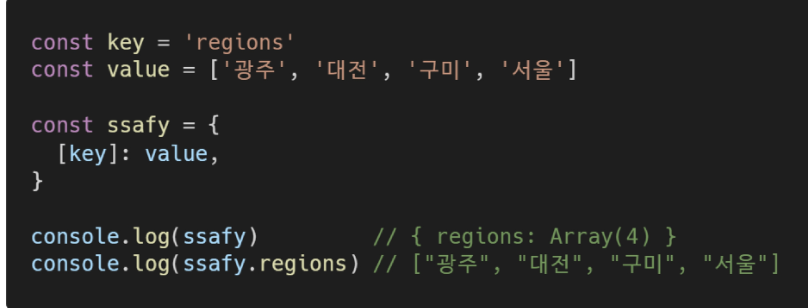 const key = 'regions'
const value = ['광주', '대전', '구미', '서울']
const ssafy = {
  [key]: value,
}
console.log(ssafy)         // { regions: Array(4) }
console.log(ssafy.regions) // ["광주", "대전", "구미", "서울"]